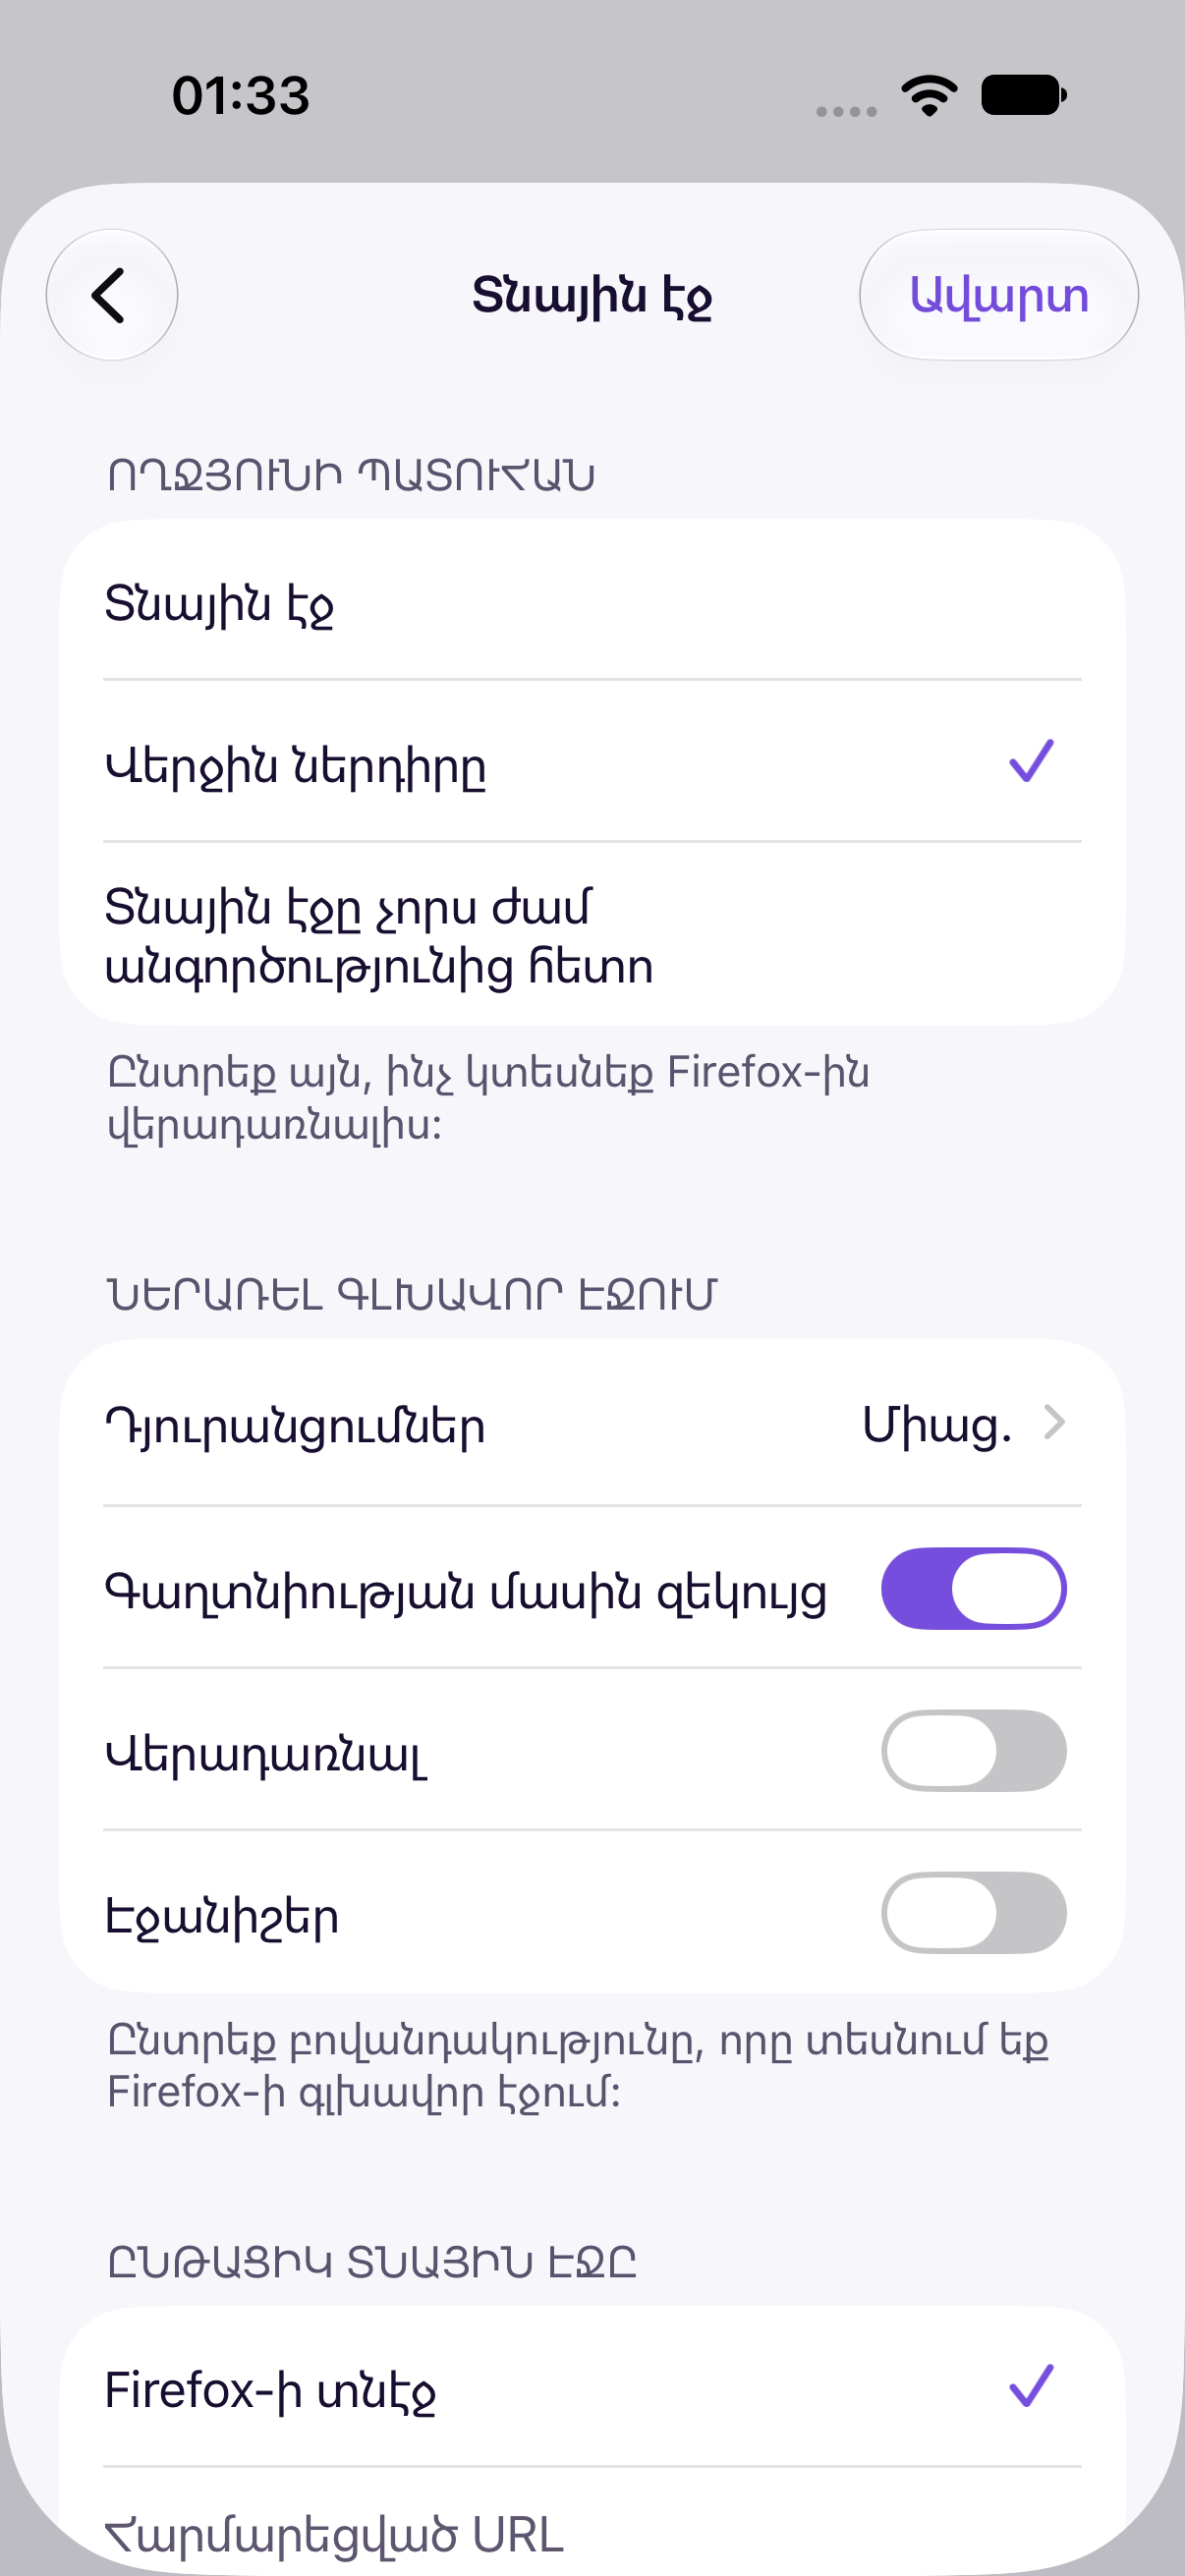 01:33
Տնային էջ
Ավարտ
ՈՂՋՅՈՒՆԻ ՊԱՏՈՒՀԱՆ
Տնային էջ
Վերջին ներդիրը
Տնային էջը չորս ժամ
անգործությունից հետո
Ընտրեք այն, ինչ կտեսնեք Firefox-ին
վերադառնալիս:
ՆԵՐԱՌԵԼ ԳԼԽԱՎՈՐ ԷՋՈՒՄ
Դյուրանցումներ
Միաց.
Գաղտնիության մասին զեկույց
Վերադառնալ
Էջանիշեր
Ընտրեք բովանդակությունը, որը տեսնում եք
Firefox-ի գլխավոր էջում:
ԸՆԹԱՑԻԿ ՏՆԱՅԻՆ ԷՋԸ
Firefox-ի տնէջ
Հարմարեցված URL